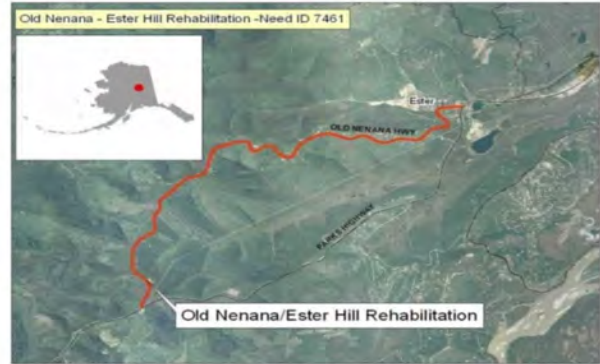 Old Nenana - Ester Hill Rehabilitation -Need ID 7461
Ester
OLD NENANA HWY
PARKS HIGHWAY
Old Nenana/Ester Hill Rehabilitation